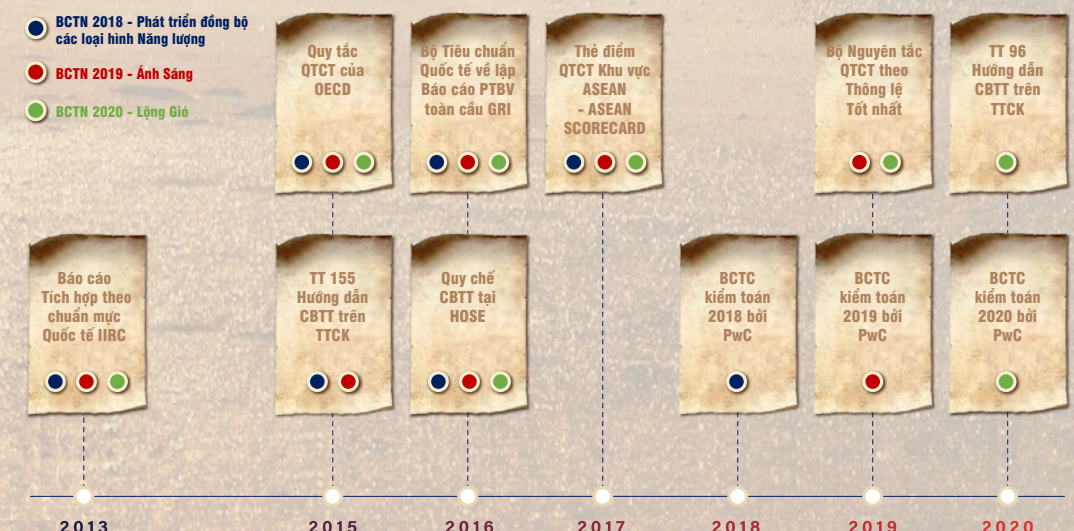 BCTN 2018 - Phát triển đồng bộ
các loại hình Năng lượng
BCTN 2019 - Ánh Sáng
BCTN 2020 - Lộng Gió
Quy tắc
QTCT của
OECD
Bộ Tiêu chuẩn
Quốc tế về lập
Báo cáo PTBV
toàn cầu GRI
Thẻ điểm
QTCT Khu vực
ASEAN
- ASEAN
SCORECARD
Bộ Nguyên tắc
QTCT theo
Thông lệ
Tốt nhất
TT 96
Hướng dẫn
CBTT trên
TTCK
Báo cáo
Tích hợp theo
chuẩn mực
Quốc tế IIRC
TT 155
Hướng dẫn
CBTT trên
TTCK
Quy chế
CBTT tại
HOSE
BCTC
kiểm toán
2018 bởi
PwC
BCTC
kiểm toán
2019 bởi
PwC
BCTC
kiểm toán
2020 bởi
PwC
2013
2015
2016
2017
2018
2019
2020